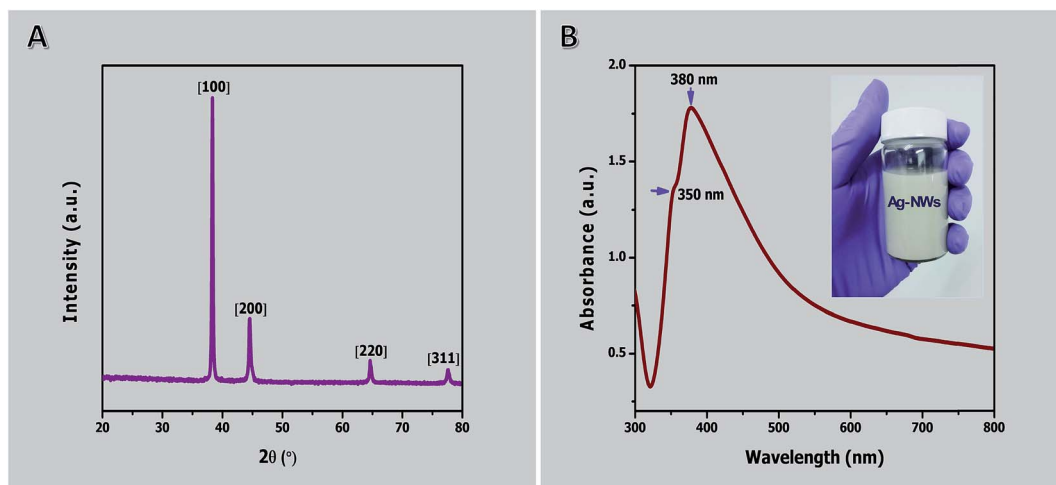 A
[100]
[200]
[220]
[311]
Intensity (a.u.)
20 30 40 50 60 70 80
2θ (°)
B
2.0
1.5
1.0
0.5
380 nm
350 nm
Ag-NWs
Absorbance (a.u.)
300 400 500 600 700 800
Wavelength (nm)